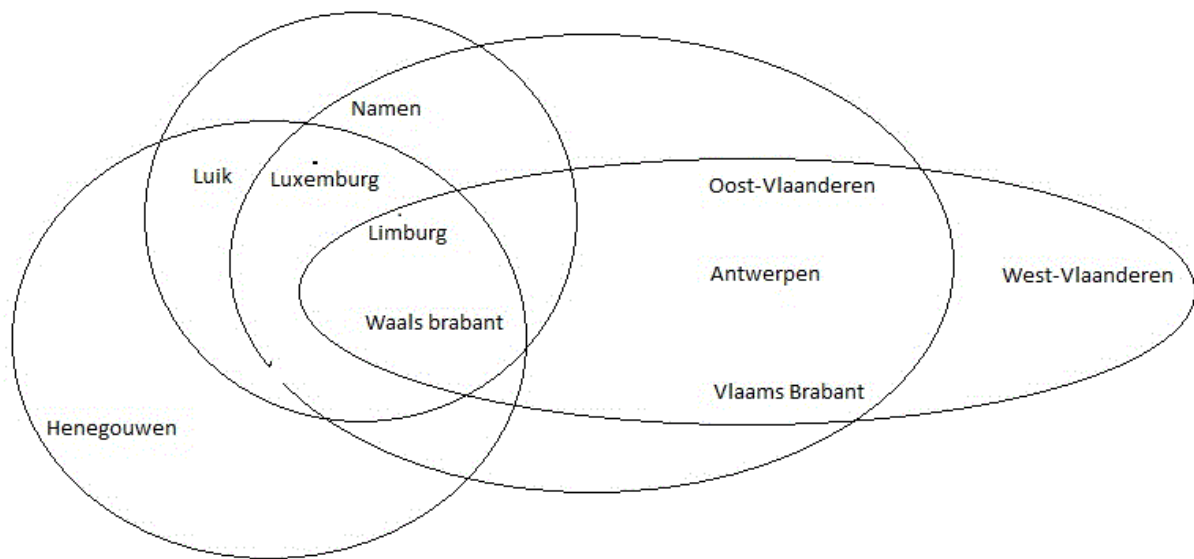 Namen
Luik
Luxemburg
Oost-Vlaanderen
Limburg
Antwerpen
West-Vlaanderen
Waals brabant
Vlaams Brabant
Henegouwen